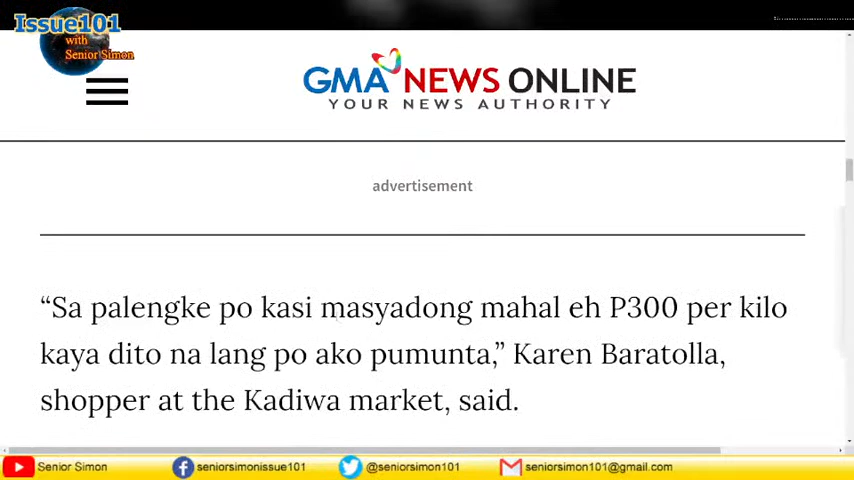 Issue101
with
Senior Simon
GMA NEWS ONLINE
YOUR NEWS AUTHORITY
advertisement
“Sa palengke po kasi masyadong mahal eh P300 per kilo
kaya dito na lang po ako pumunta,” Karen Baratolla,
shopper at the Kadiwa market, said.
Senior Simon seniorsimonissue101 @seniorsimon101 seniorsimon101@gmail.com